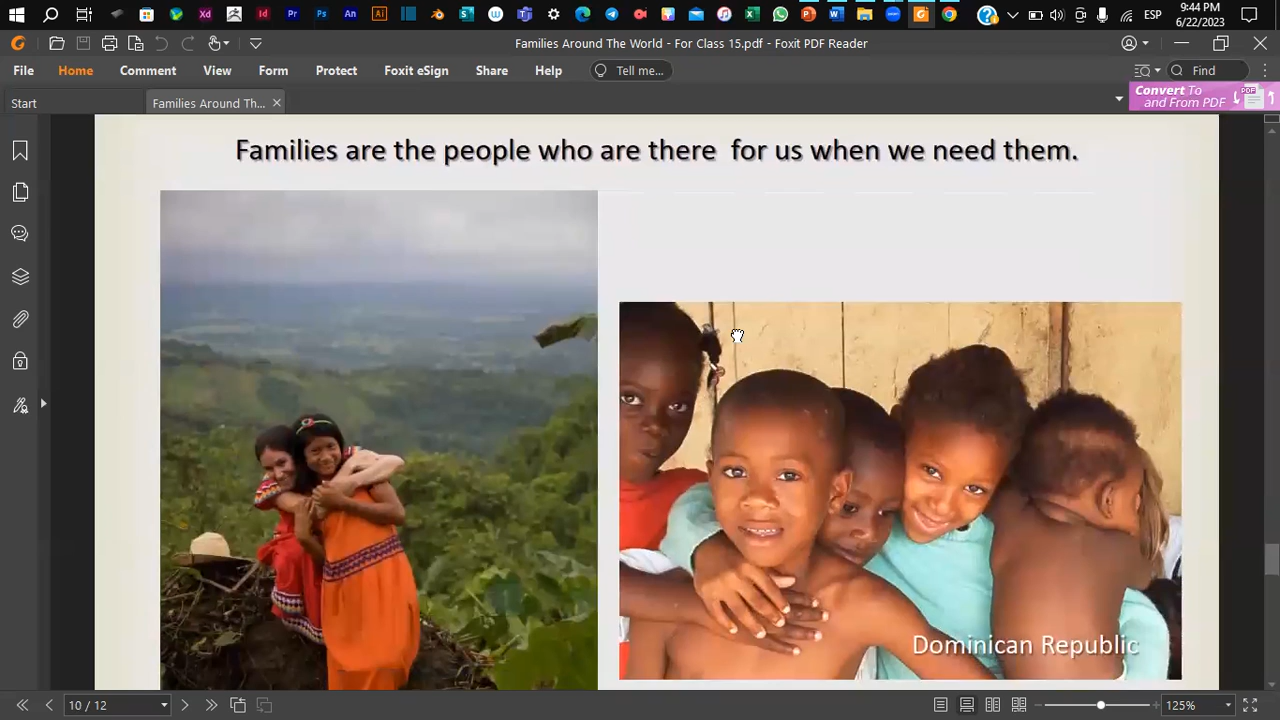 9:44 PM
ESP
6/22/2023
Families Around The World - For Class 15.pdf - Foxit PDF Reader
File Home Comment View Form Protect Foxit eSign Share Help Tell me... Find
Start Families Around Th... Convert To
and From PDF
Families are the people who are there for us when we need them.
Dominican Republic
10 / 12 125%